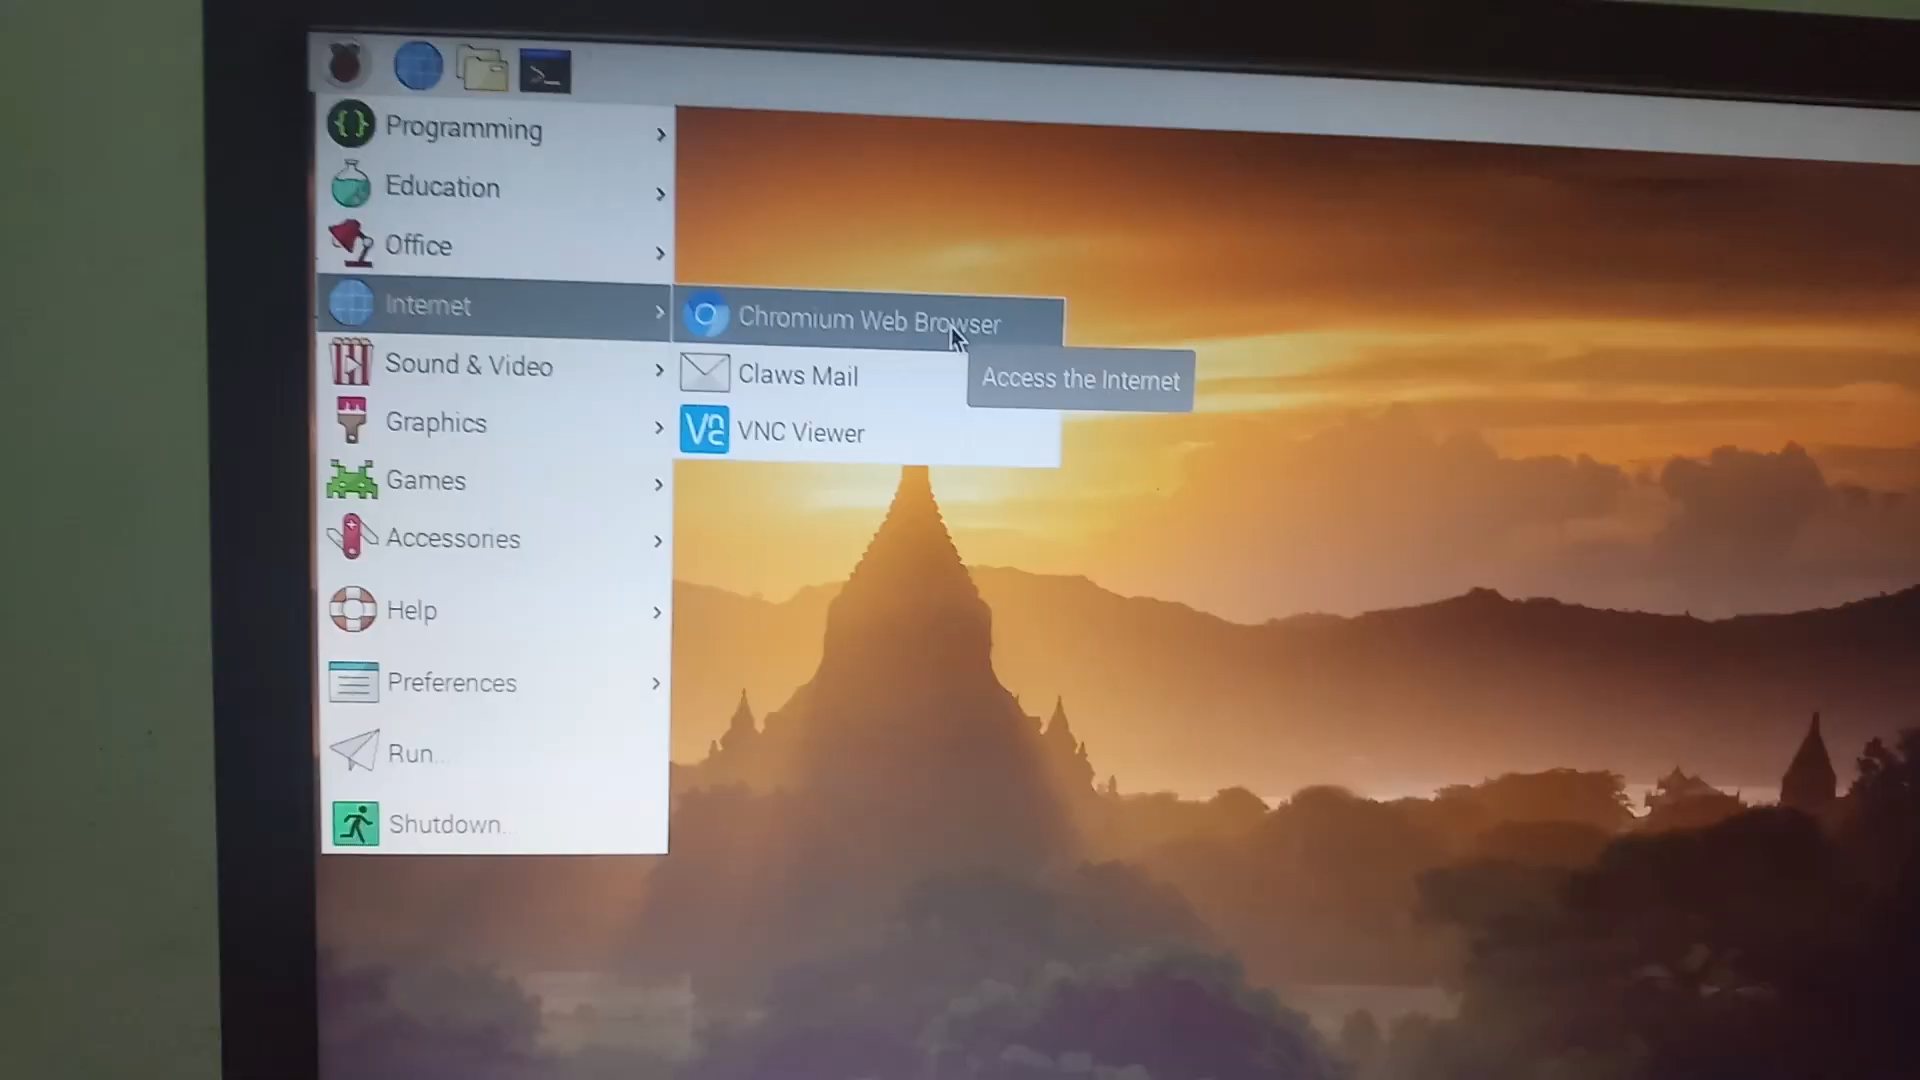 >_
{} Programming
Education
Office
Internet
Chromium Web Browser
Access the Internet
Sound & Video
Claws Mail
Graphics
Vnc VNC Viewer
Games
Accessories
Help
Preferences
Run...
Shutdown...